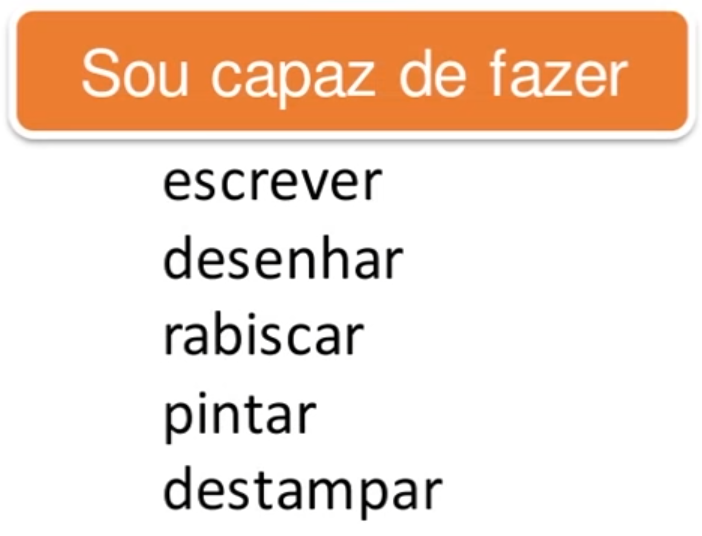 Sou capaz de fazer
escrever
desenhar
rabiscar
pintar
destampar